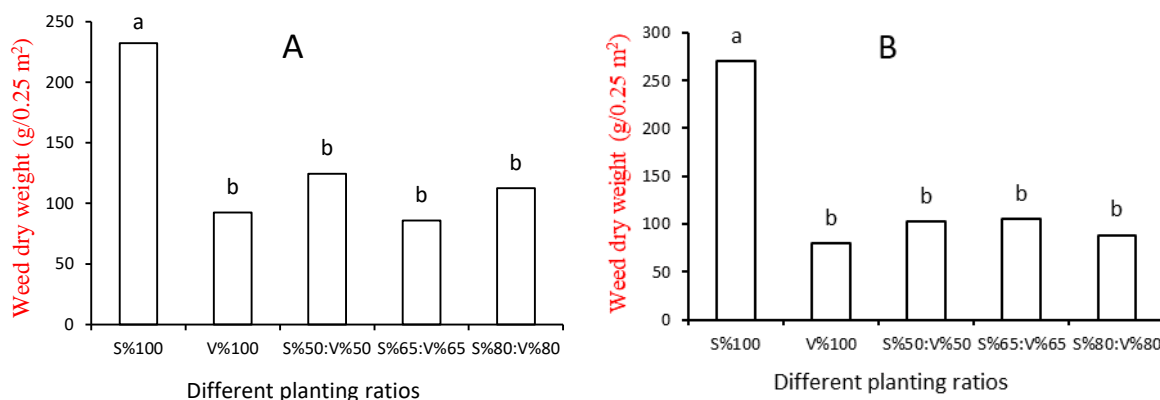 A
Weed dry weight (g/0.25 m²)
250
200
150
100
50
0
a
b
b
b
b
S%100 V%100 S%50:V%50 S%65:V%65 S%80:V%80
Different planting ratios
B
Weed dry weight (g/0.25 m²)
300
250
200
150
100
50
0
a
b
b
b
b
S%100 V%100 S%50:V%50 S%65:V%65 S%80:V%80
Different planting ratios